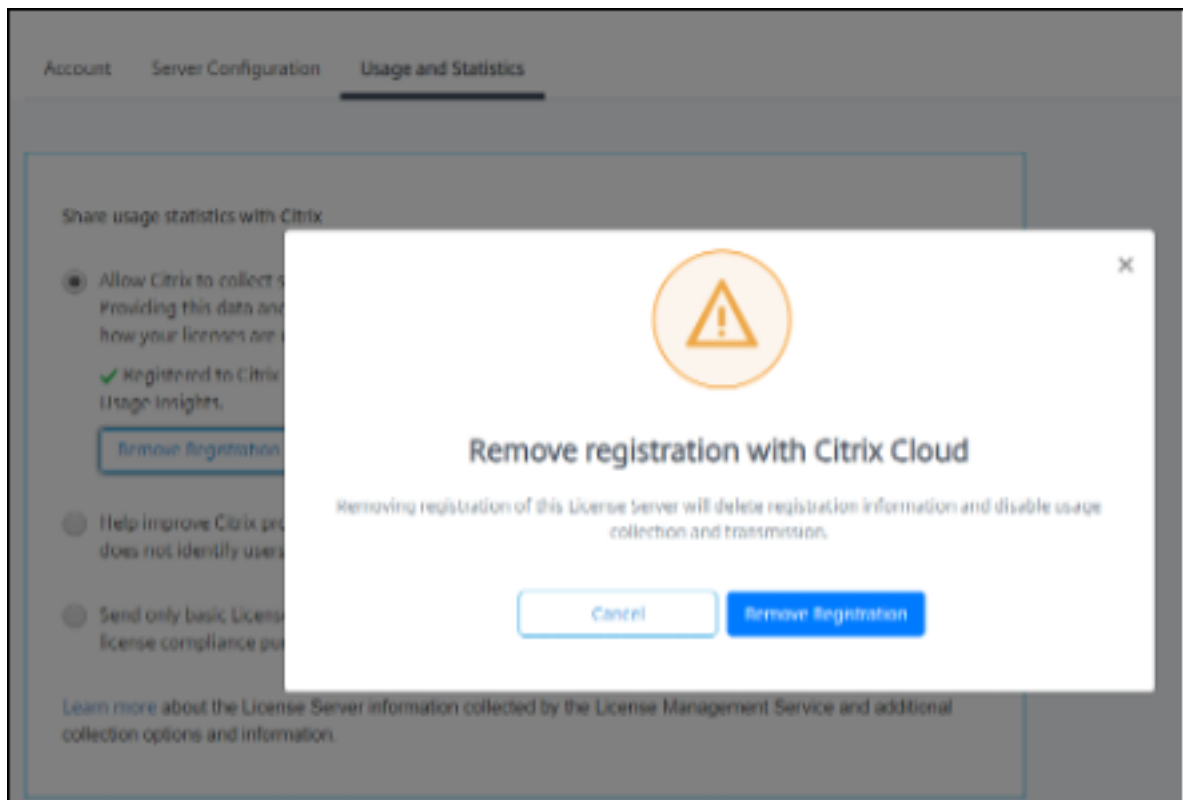 Account Server Configuration Usage and Statistics
Share usage statistics with Citrix
Allow Citrix to collect s
Providing this data and
how your licenses are
Registered to Citrix
Usage Insights.
Remove Registration
Help improve Citrix pro
does not identify users
Send only basic Licens
license compliance pu
×
Remove registration with Citrix Cloud
Removing registration of this License Server will delete registration information and disable usage
collection and transmission.
Cancel Remove Registration
Learn more about the License Server information collected by the License Management Service and additional
collection options and information.